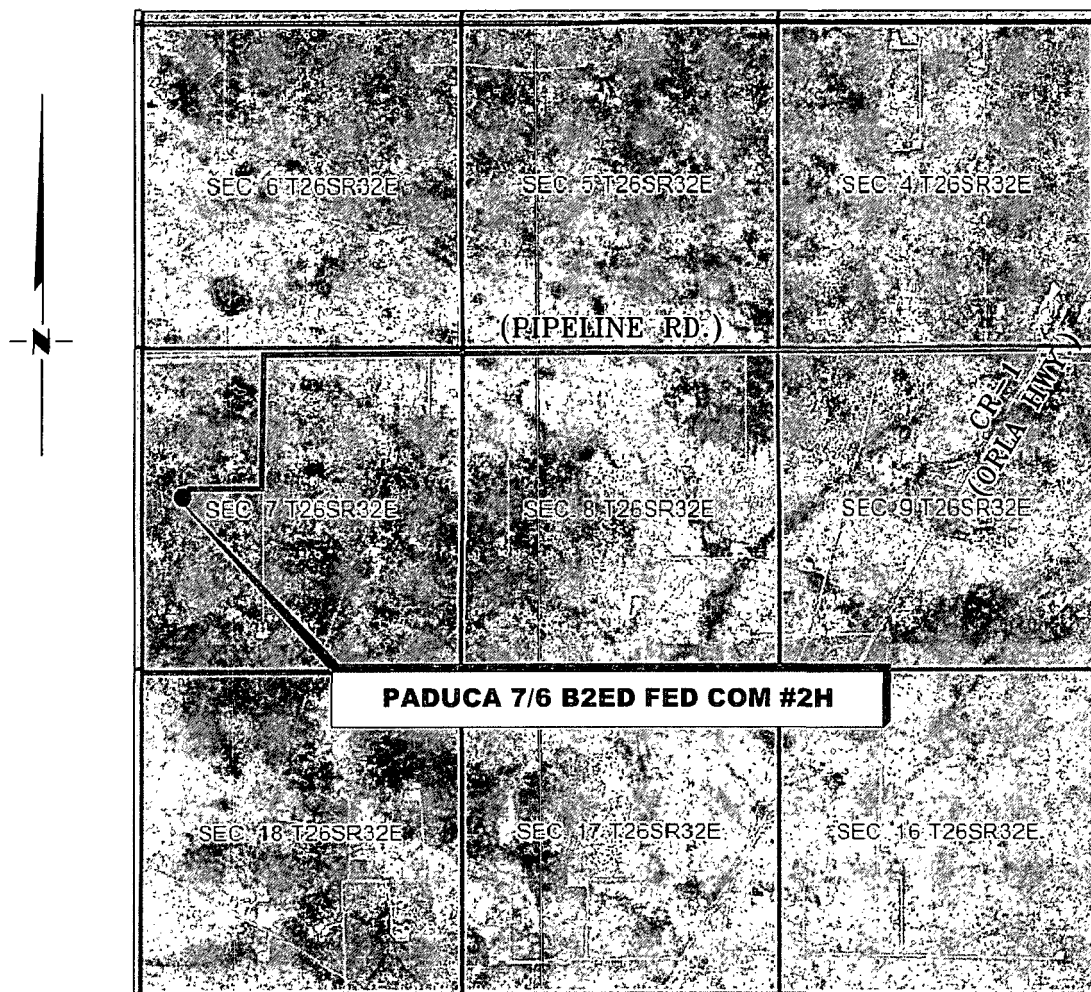 SEC. 6 T26SR32E
SEC. 5 T26SR32E
SEC. 4 T26SR32E
(PIPELINE RD.)
CR-1
(ORLA HWY.)
N
SEC. 7 T26SR32E
SEC. 8 T26SR32E
SEC. 9 T26SR32E
PADUCA 7/6 B2ED FED COM #2H
SEC. 18 T26SR32E
SEC. 17 T26SR32E
SEC. 16 T26SR32E